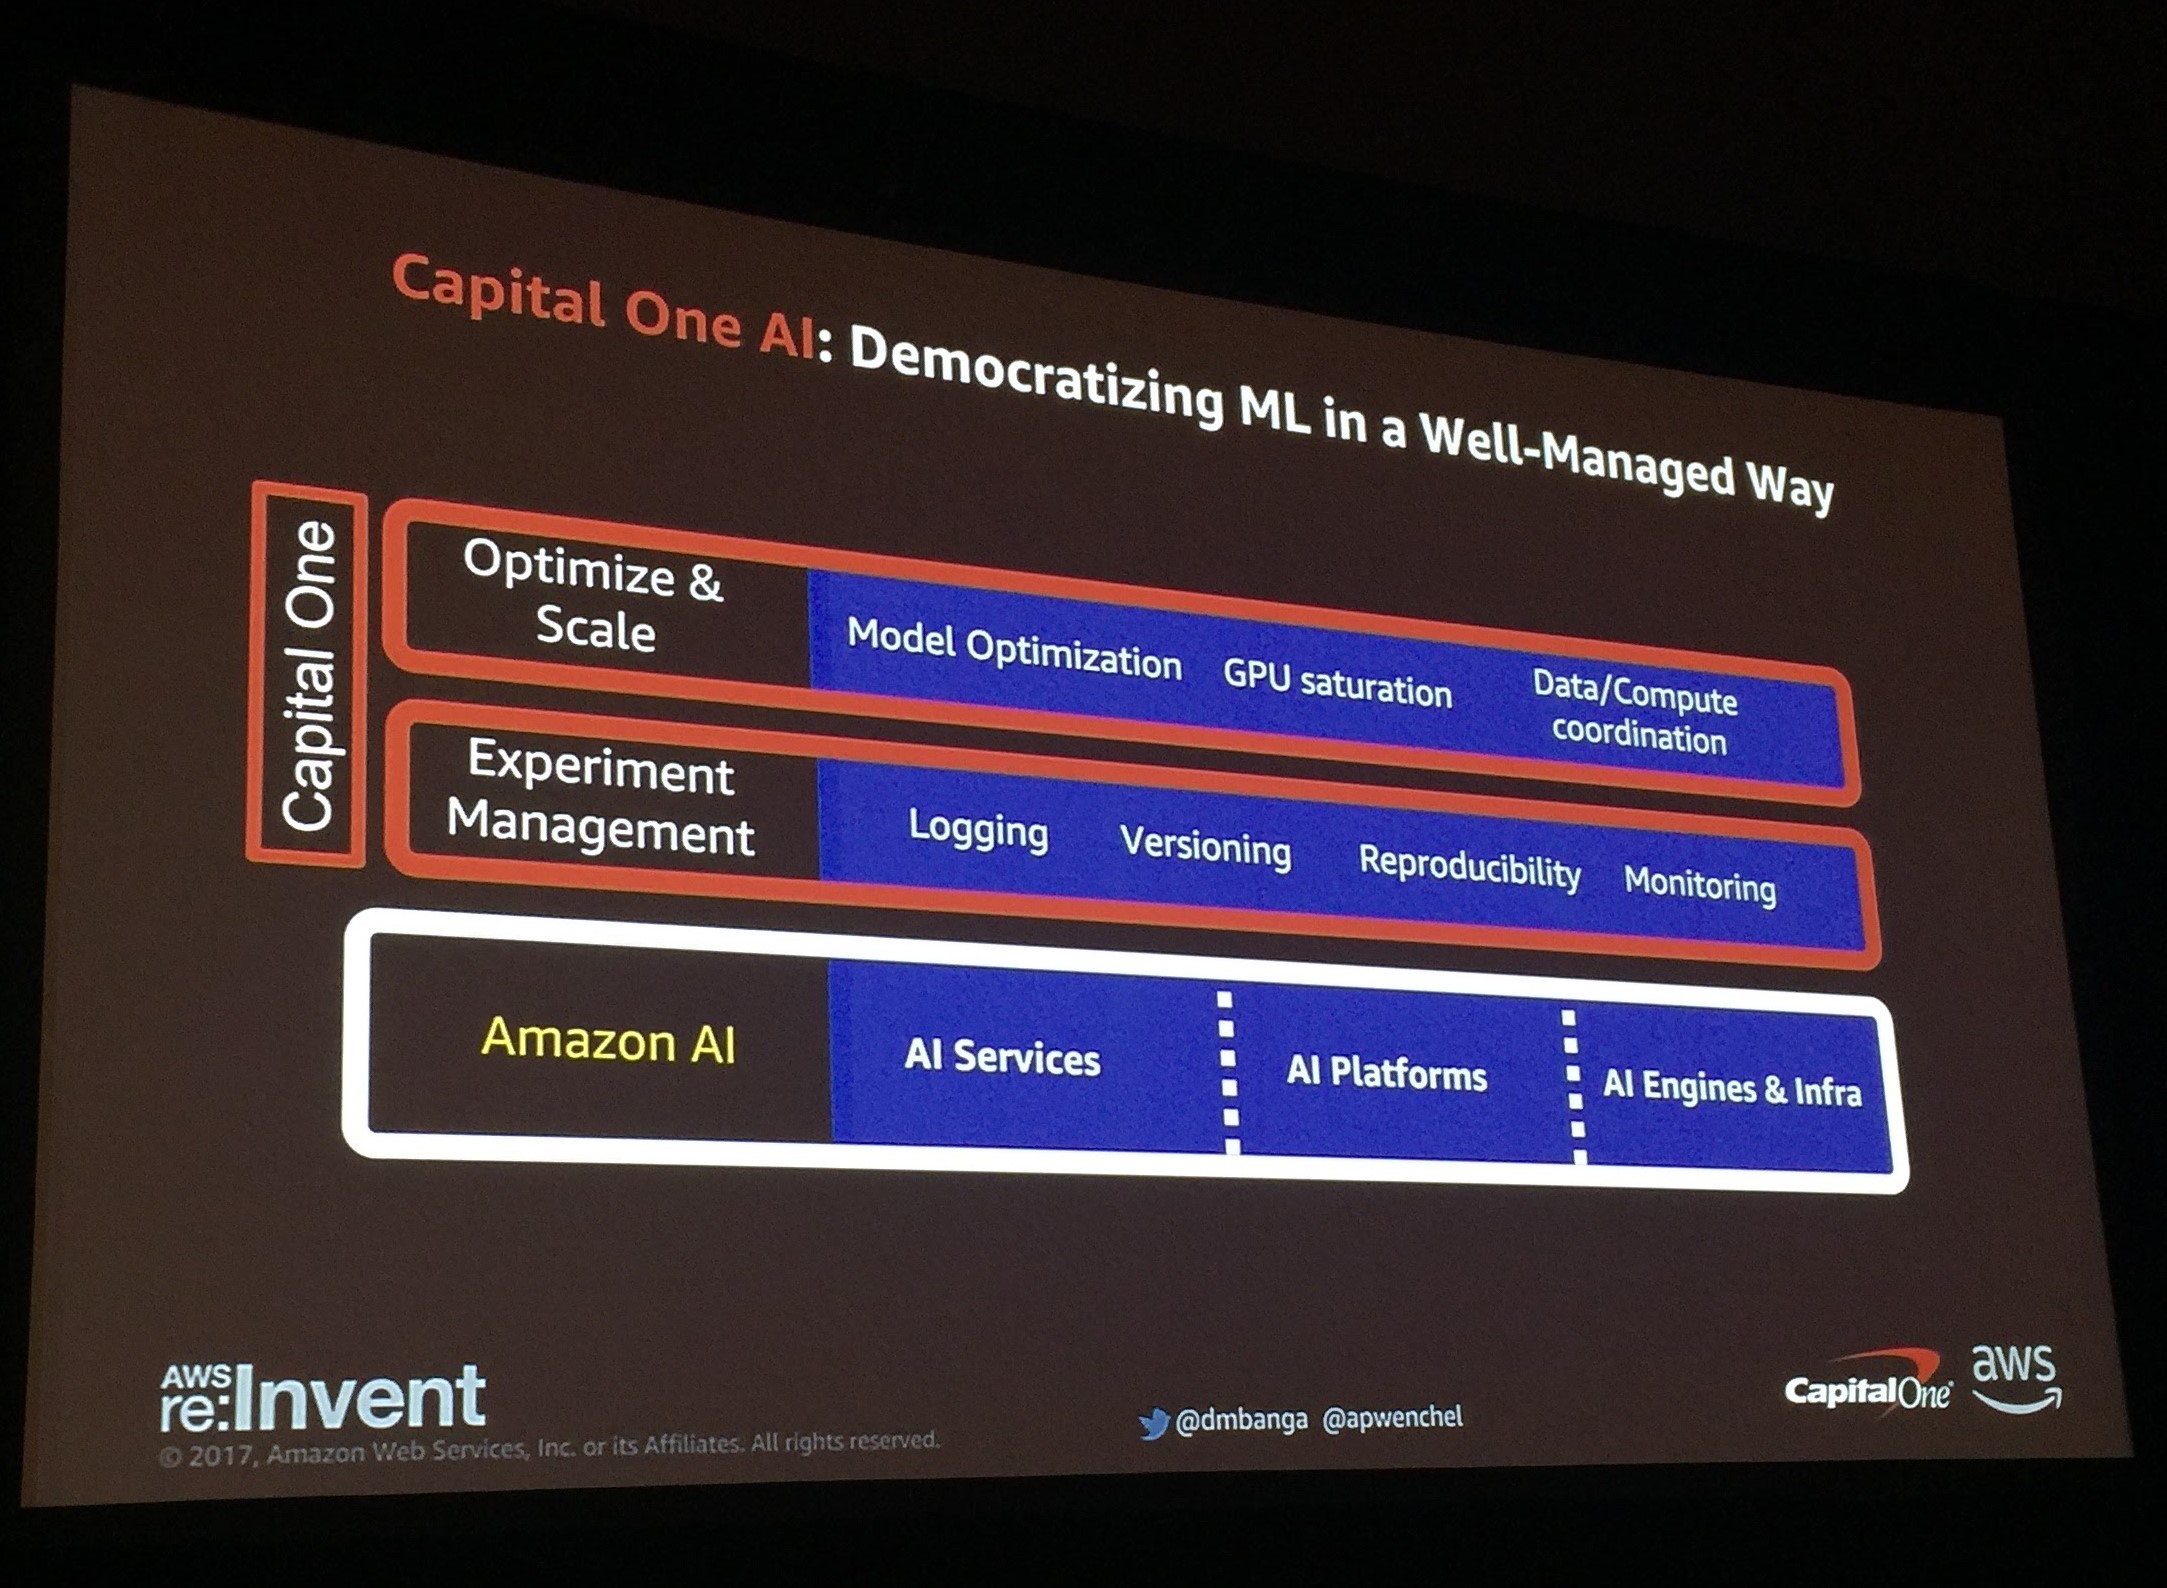 Capital One AI: Democratizing ML in a Well-Managed Way
Capital One
Optimize &
Scale
Model Optimization
GPU saturation
Data/Compute
coordination
Experiment
Management
Logging
Versioning
Reproducibility
Monitoring
Amazon AI
AI Services
AI Platforms
AI Engines & Infra
AWS
re:Invent
© 2017, Amazon Web Services, Inc. or its Affiliates. All rights reserved.
@dmbanga @apwenchel
CapitalOne
aws